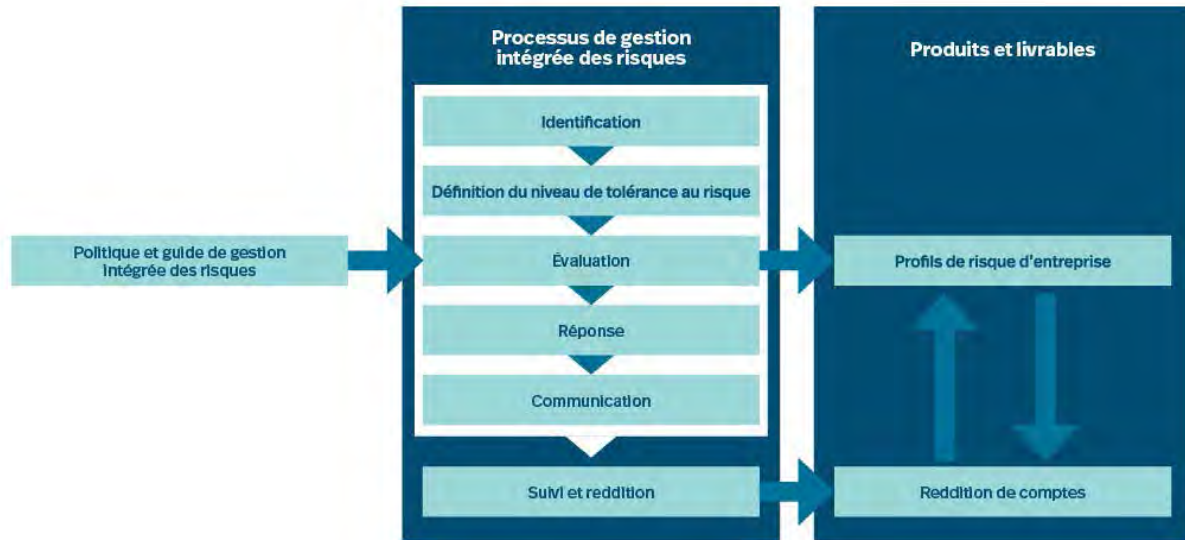 Processus de gestion
intégrée des risques
Produits et livrables
Identification
Définition du niveau de tolérance au risque
Politique et guide de gestion
intégrée des risques
Évaluation
Profils de risque d'entreprise
Réponse
Communication
Suivi et reddition
Reddition de comptes